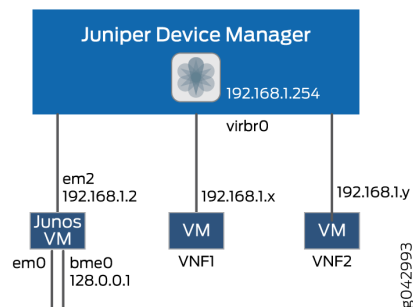 Juniper Device Manager
192.168.1.254
virbr0
em2
192.168.1.2
192.168.1.x
192.168.1.y
Junos
VM
VM
VM
em0
bme0
128.0.0.1
VNF1
VNF2
g042993